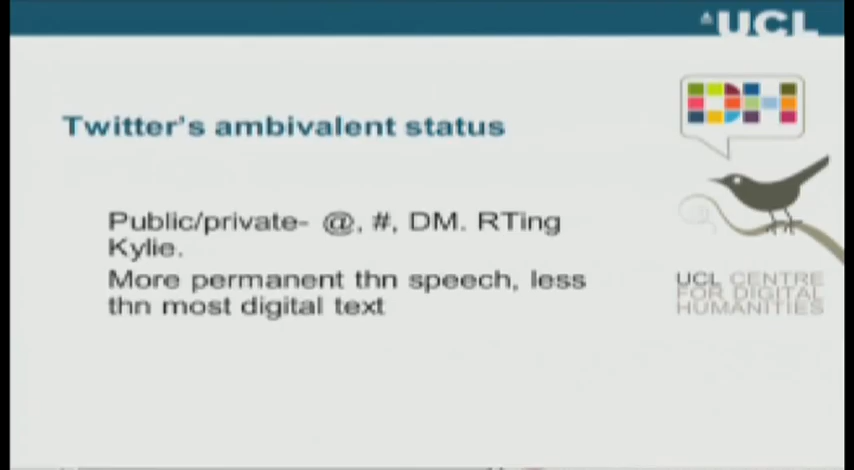 UCL
Twitter's ambivalent status
DH
Public/private- @, #, DM. RTing
Kylie.
More permanent thn speech, less
thn most digital text
UCL CENTRE
FOR DIGITAL
HUMANITIES